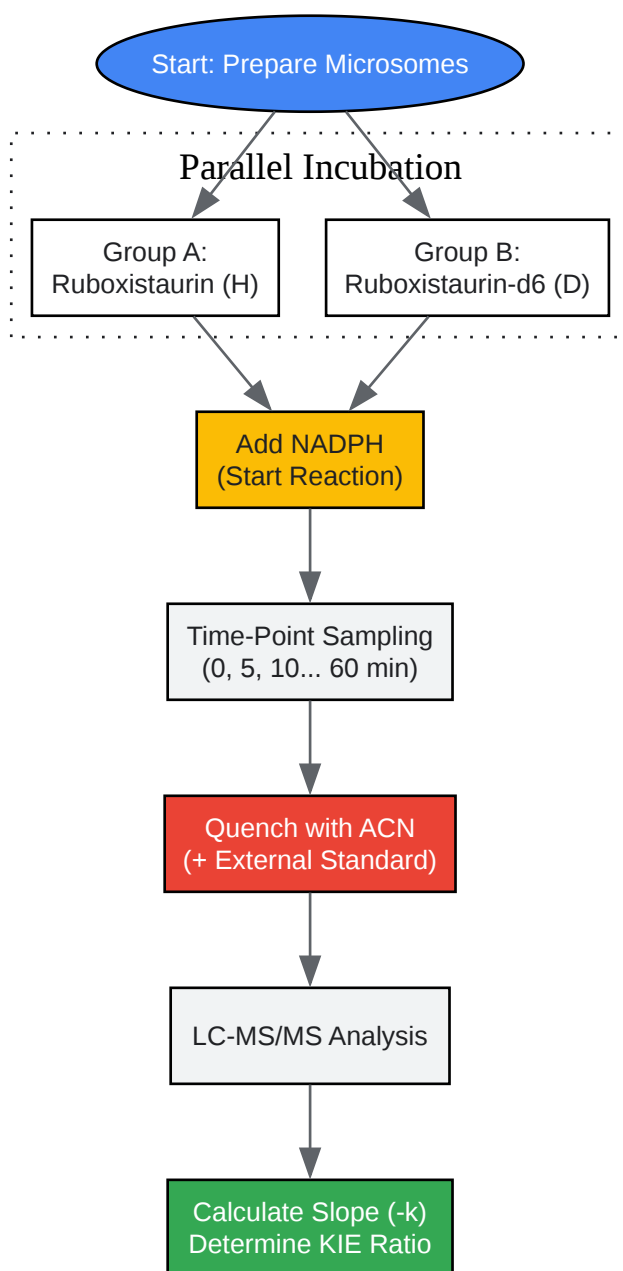 Start: Prepare Microsomes
Parallel Incubation
Group A:
Ruboxistaurin (H)
Group B:
Ruboxistaurin-d6 (D)
Add NADPH
(Start Reaction)
Time-Point Sampling
(0, 5, 10... 60 min)
Quench with ACN
(+ External Standard)
LC-MS/MS Analysis
Calculate Slope (-k)
Determine KIE Ratio